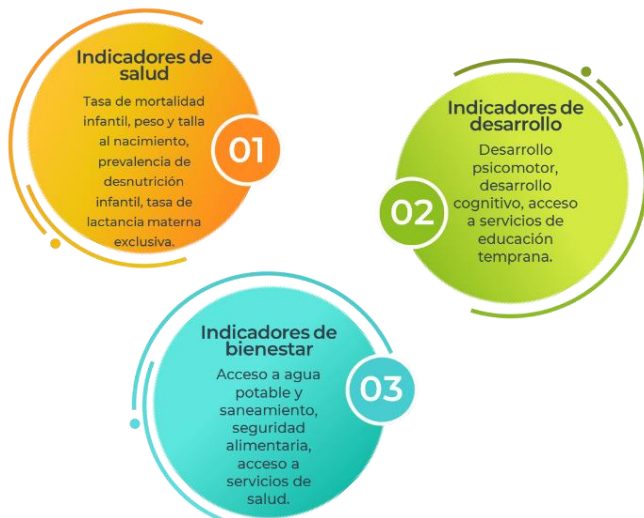 Indicadores de
salud
Tasa de mortalidad
infantil, peso y talla
al nacimiento,
prevalencia de
desnutrición
infantil, tasa de
lactancia materna
exclusiva.
01
Indicadores de
desarrollo
Desarrollo
psicomotor,
desarrollo
cognitivo, acceso
a servicios de
educación
temprana.
02
Indicadores de
bienestar
Acceso a agua
potable y
saneamiento,
seguridad
alimentaria,
acceso a
servicios de
salud.
03